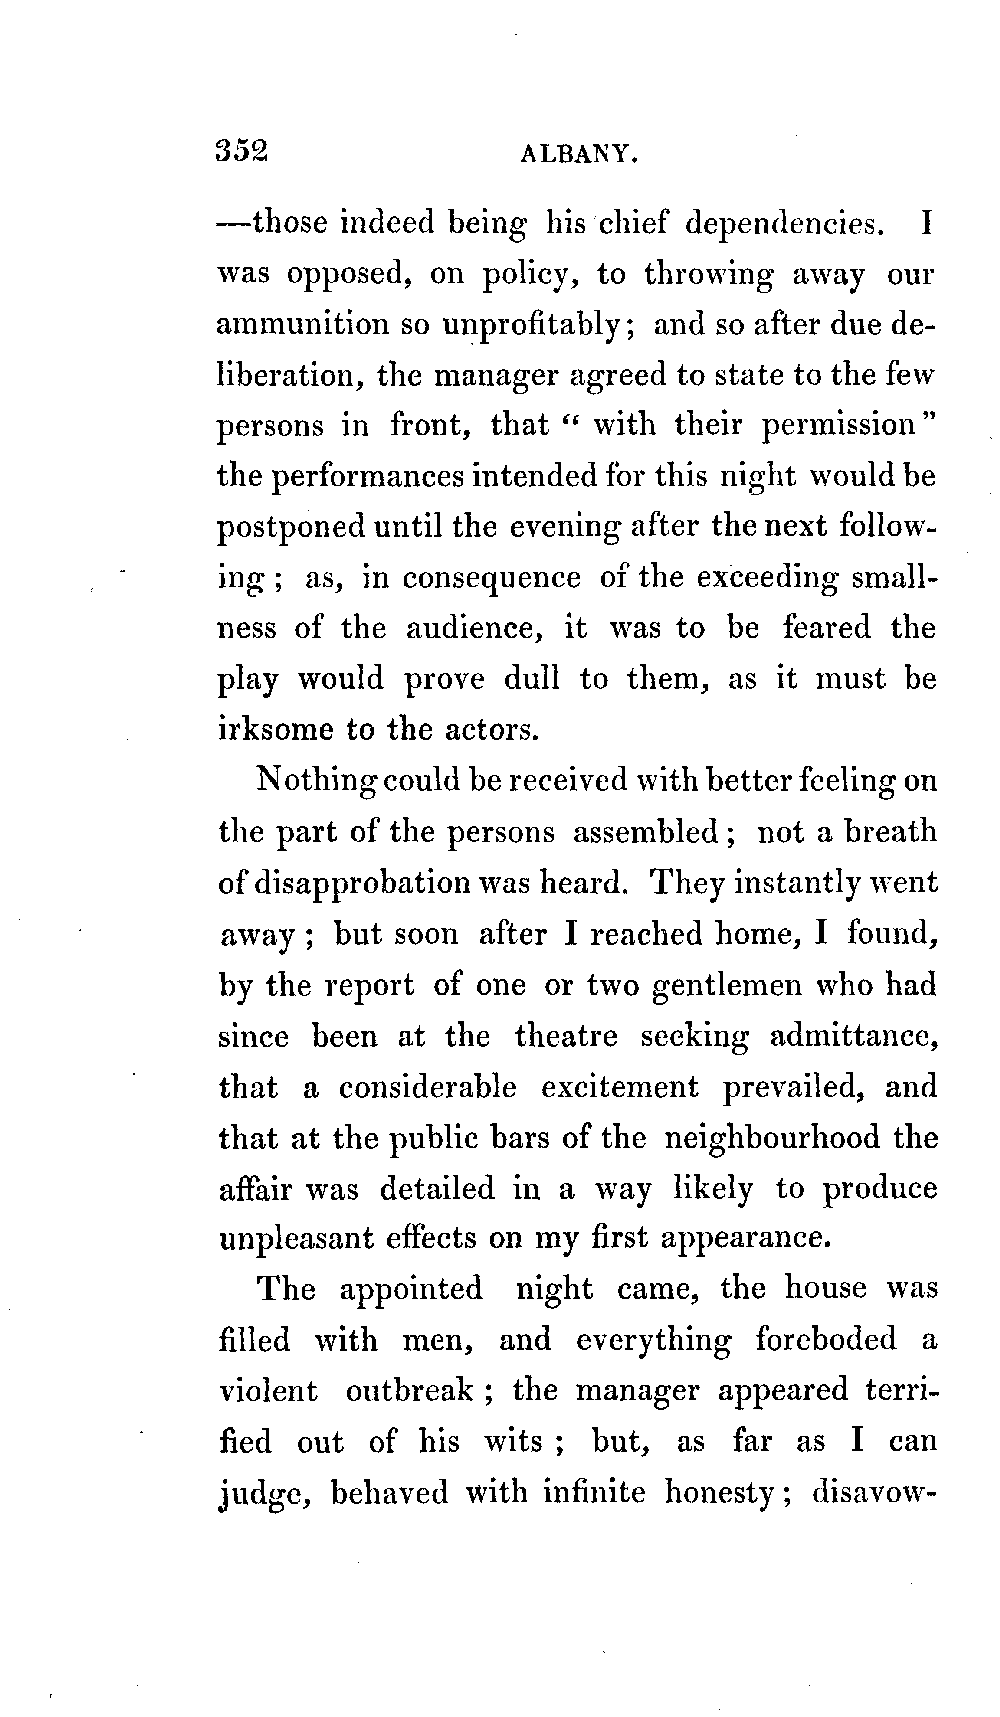 352 ALBANY.
—those indeed being his chief dependencies. I
was opposed, on policy, to throwing away our
ammunition so unprofitably; and so after due de-
liberation, the manager agreed to state to the few
persons in front, that “ with their permission ”
the performances intended for this night would be
postponed until the evening after the next follow-
ing ; as, in consequence of the exceeding small-
ness of the audience, it was to be feared the
play would prove dull to them, as it must be
irksome to the actors.
Nothing could be received with better feeling on
the part of the persons assembled ; not a breath
of disapprobation was heard. They instantly went
away ; but soon after I reached home, I found,
by the report of one or two gentlemen who had
since been at the theatre seeking admittance,
that a considerable excitement prevailed, and
that at the public bars of the neighbourhood the
affair was detailed in a way likely to produce
unpleasant effects on my first appearance.
The appointed night came, the house was
filled with men, and everything foreboded a
violent outbreak ; the manager appeared terri-
fied out of his wits ; but, as far as I can
judge, behaved with infinite honesty ; disavow-